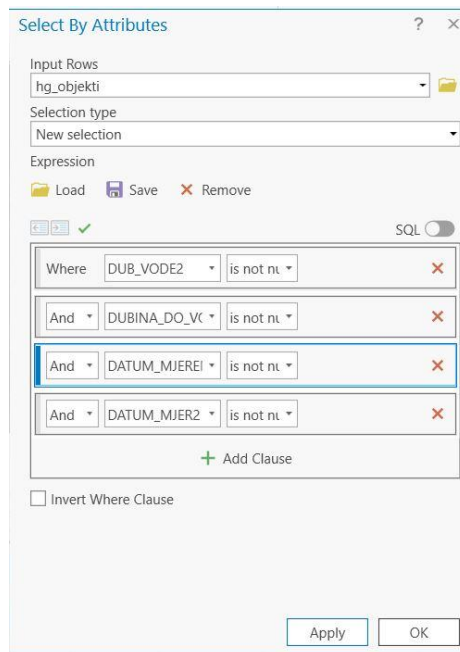 Select By Attributes ?
Input Rows
hg_objekti
Selection type
New selection
Expression
Load Save Remove
SQL
Where DUB_VODE2 is not nu
And DUBINA_DO_V is not nu
And DATUM_MJERE is not nu
And DATUM_MJER2 is not nu
+ Add Clause
Invert Where Clause
Apply OK